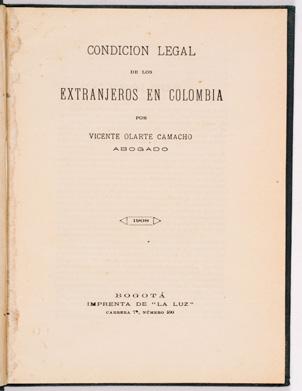 CONDICION LEGAL
DE LOS
EXTRANJEROS EN COLOMBIA
POR
VICENTE OLARTE CAMACHO
ABOGADO
1908
BOGOTÁ
IMPRENTA DE "LA LUZ"
CARRERA 7ª, NÚMERO 590